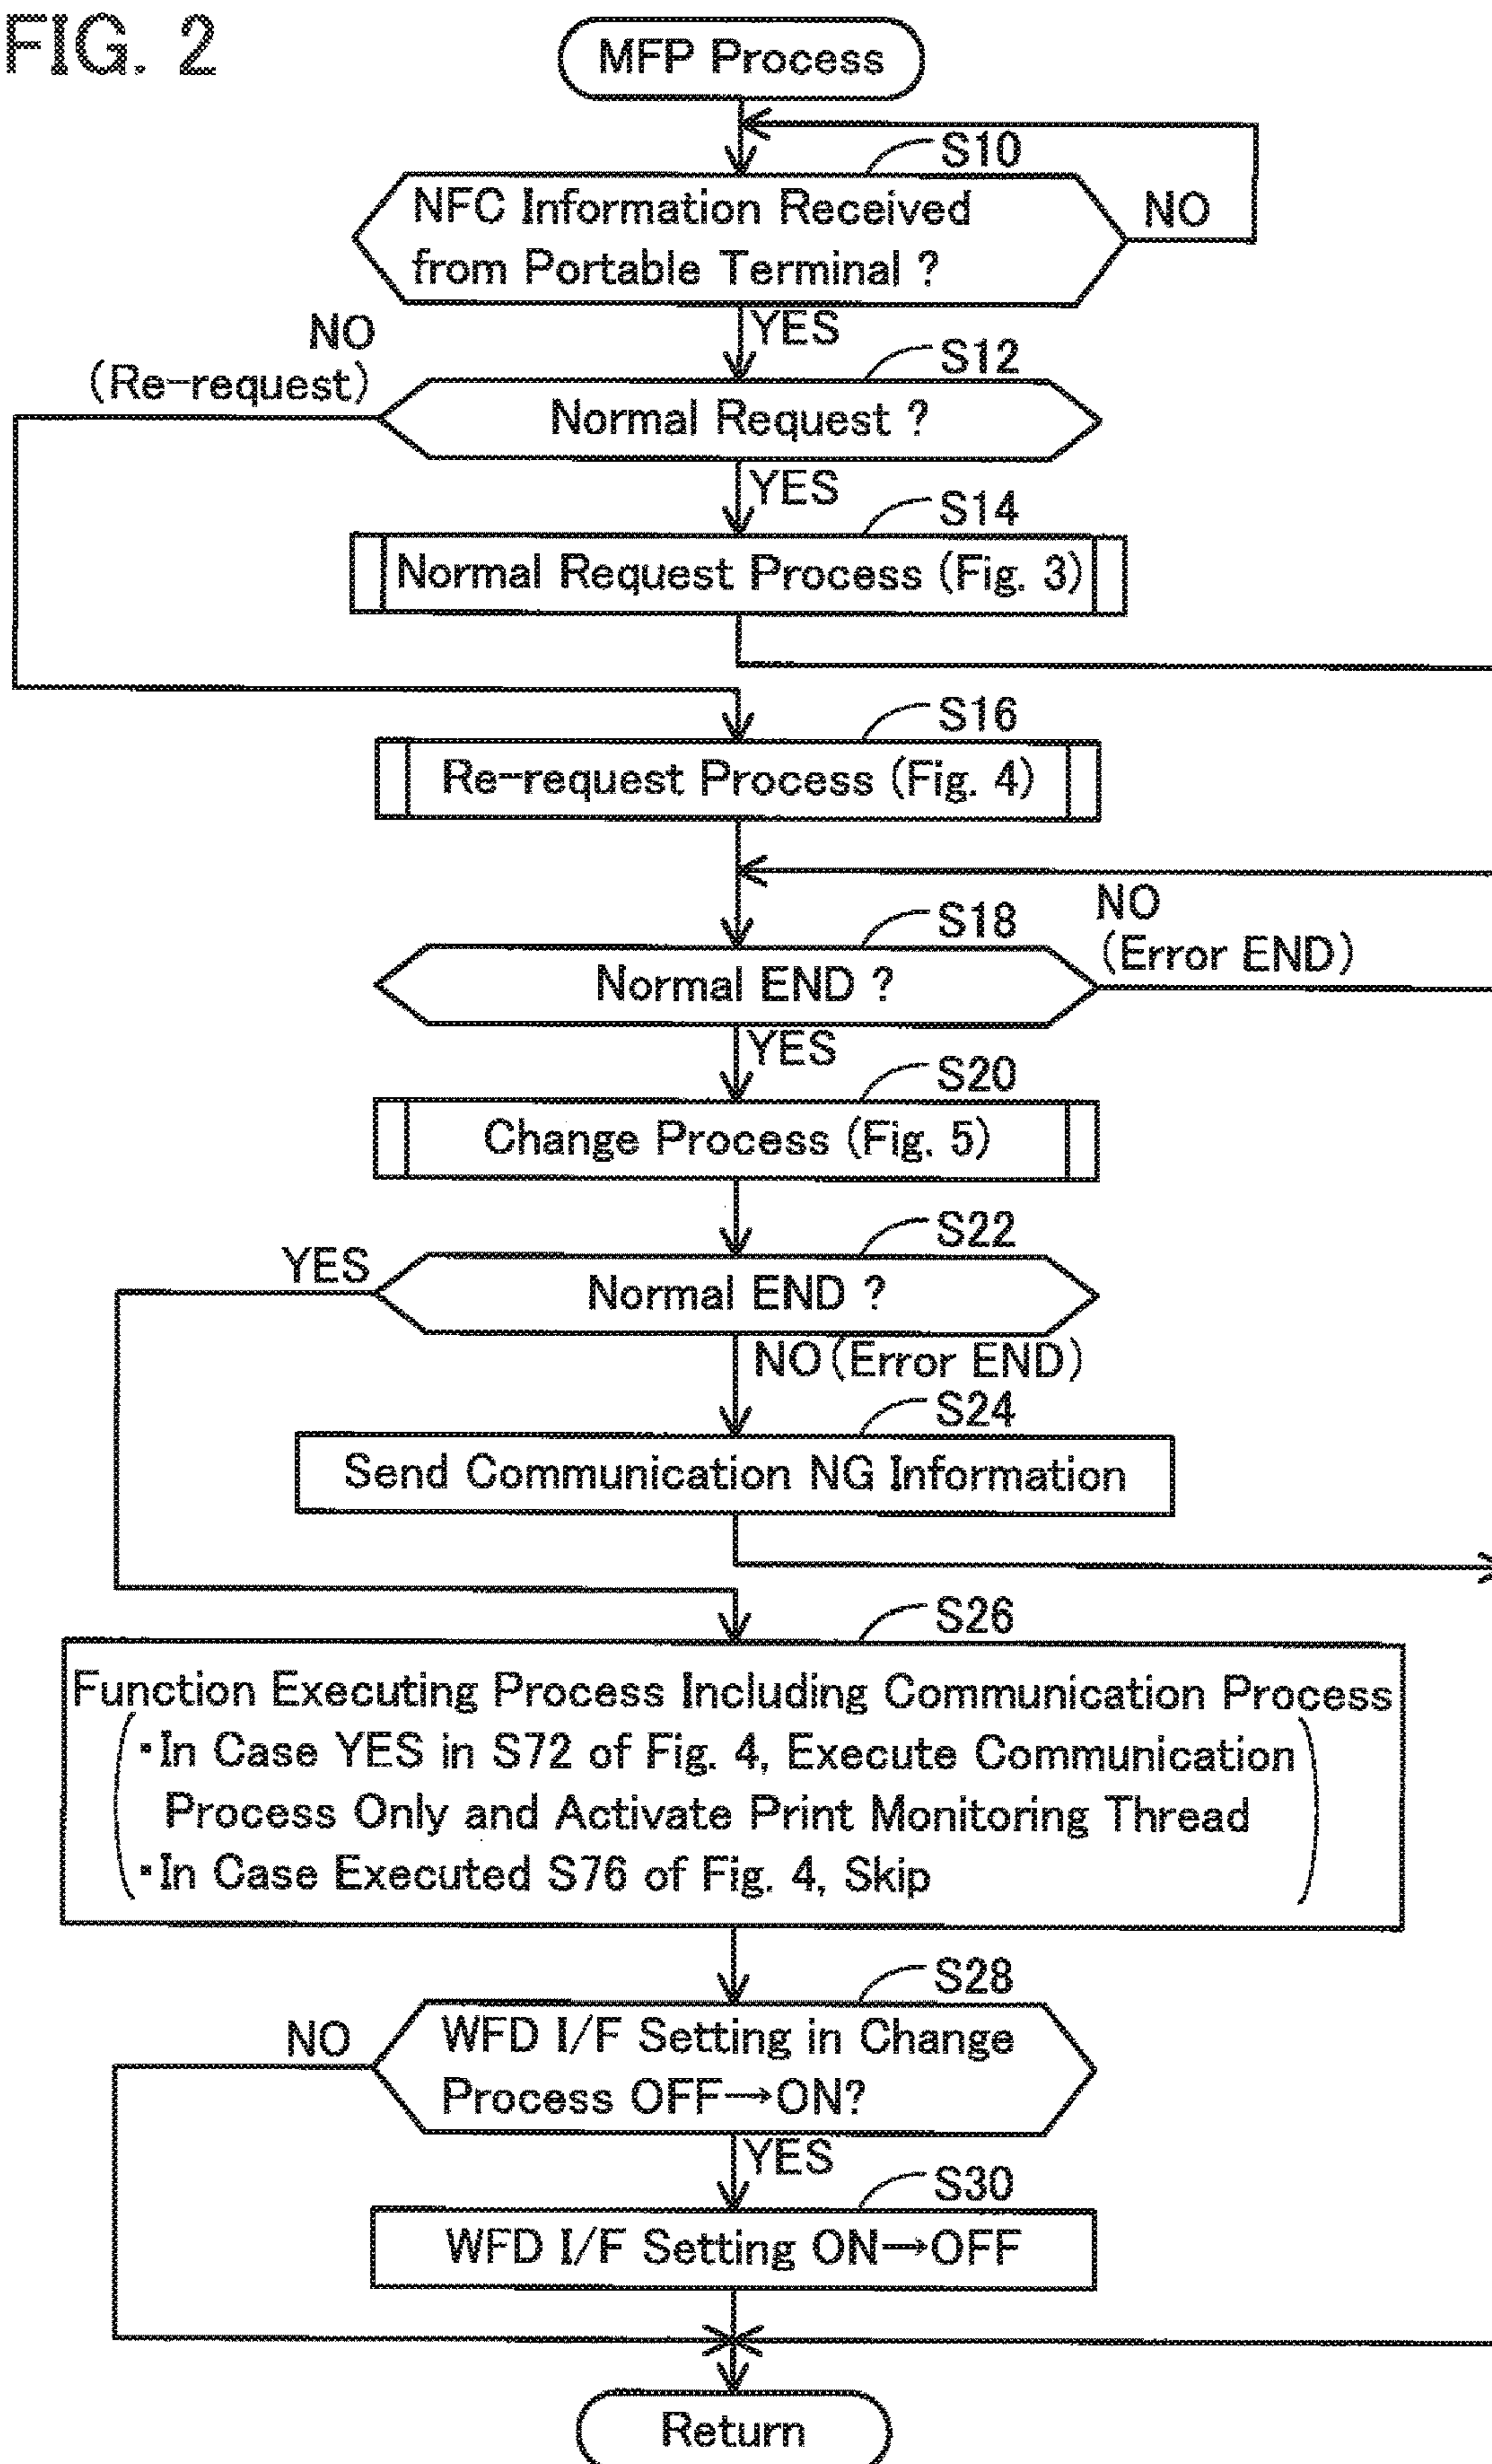 FIG. 2
MFP Process
S10
NFC Information Received
from Portable Terminal ?
NO
YES
NO
(Re-request)
S12
Normal Request ?
YES
S14
Normal Request Process (Fig. 3)
S16
Re-request Process (Fig. 4)
S18
NO
(Error END)
Normal END ?
YES
S20
Change Process (Fig. 5)
S22
YES
Normal END ?
NO (Error END)
S24
Send Communication NG Information
S26
Function Executing Process Including Communication Process
・In Case YES in S72 of Fig. 4, Execute Communication
Process Only and Activate Print Monitoring Thread
・In Case Executed S76 of Fig. 4, Skip
S28
NO
WFD I/F Setting in Change
Process OFF→ON?
YES
S30
WFD I/F Setting ON→OFF
Return